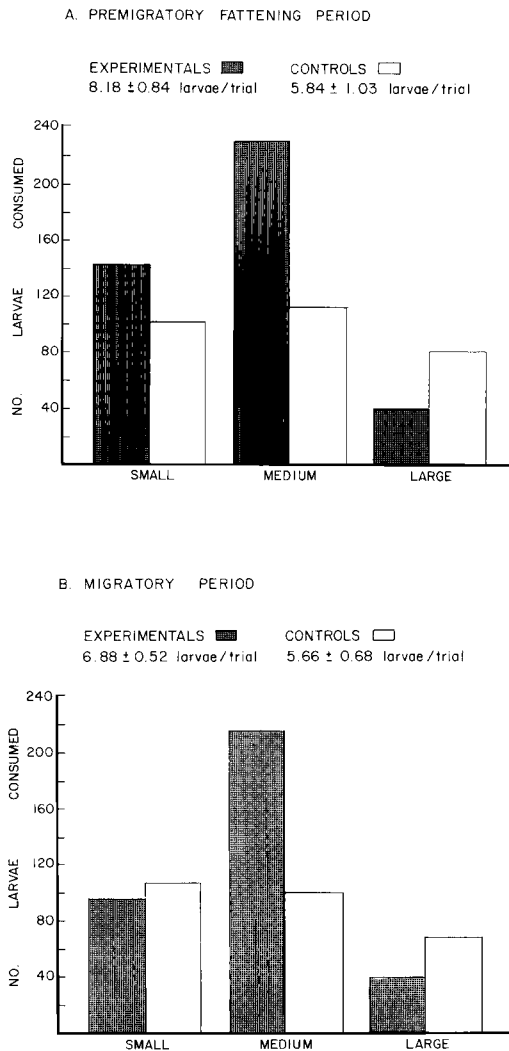 A. PREMIGRATORY FATTENING PERIOD
EXPERIMENTALS CONTROLS
8.18 ±0.84 larvae/trial 5.84 ± 1.03 larvae/trial
NO. LARVAE CONSUMED
240
200
160
120
80
40
SMALL MEDIUM LARGE
B. MIGRATORY PERIOD
EXPERIMENTALS CONTROLS
6.88 ± 0.52 larvae/trial 5.66 ± 0.68 larvae/trial
NO. LARVAE CONSUMED
240
200
160
120
80
40
SMALL MEDIUM LARGE